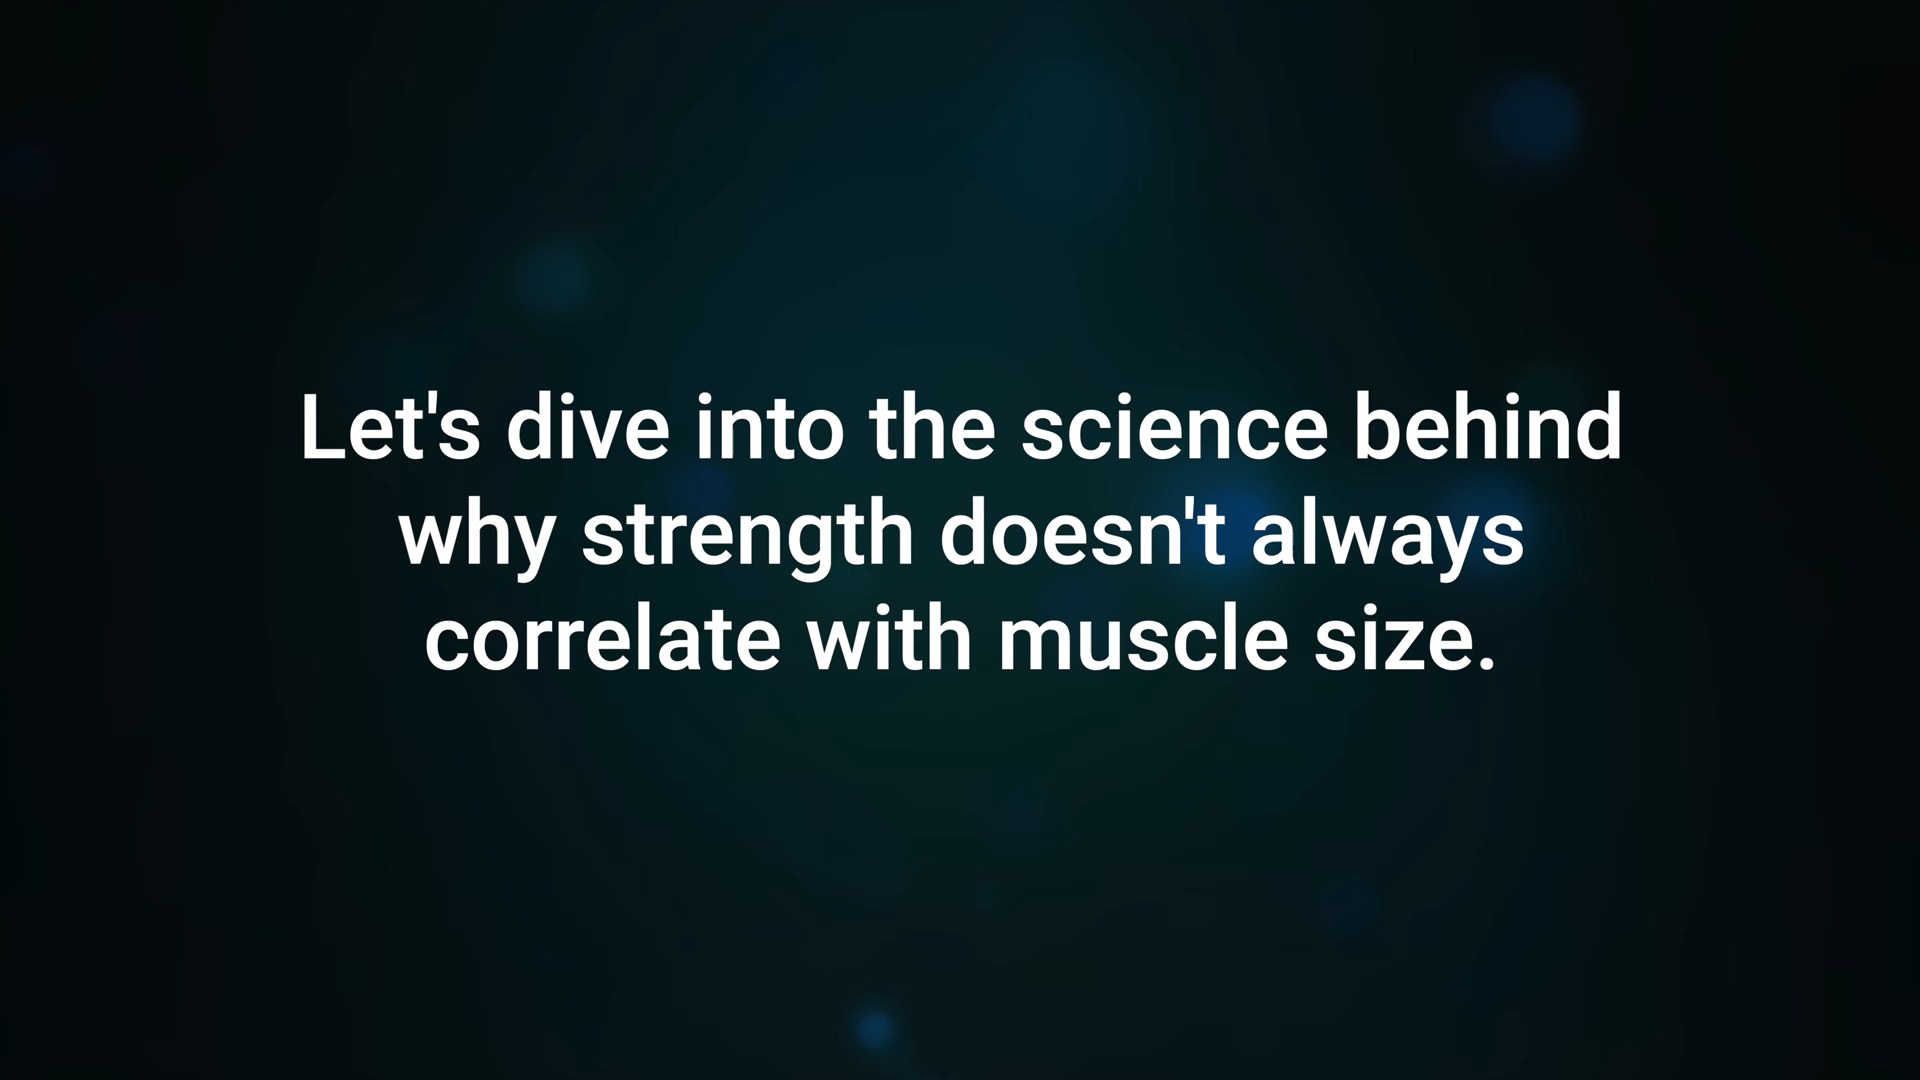 Let's dive into the science behind
why strength doesn't always
correlate with muscle size.